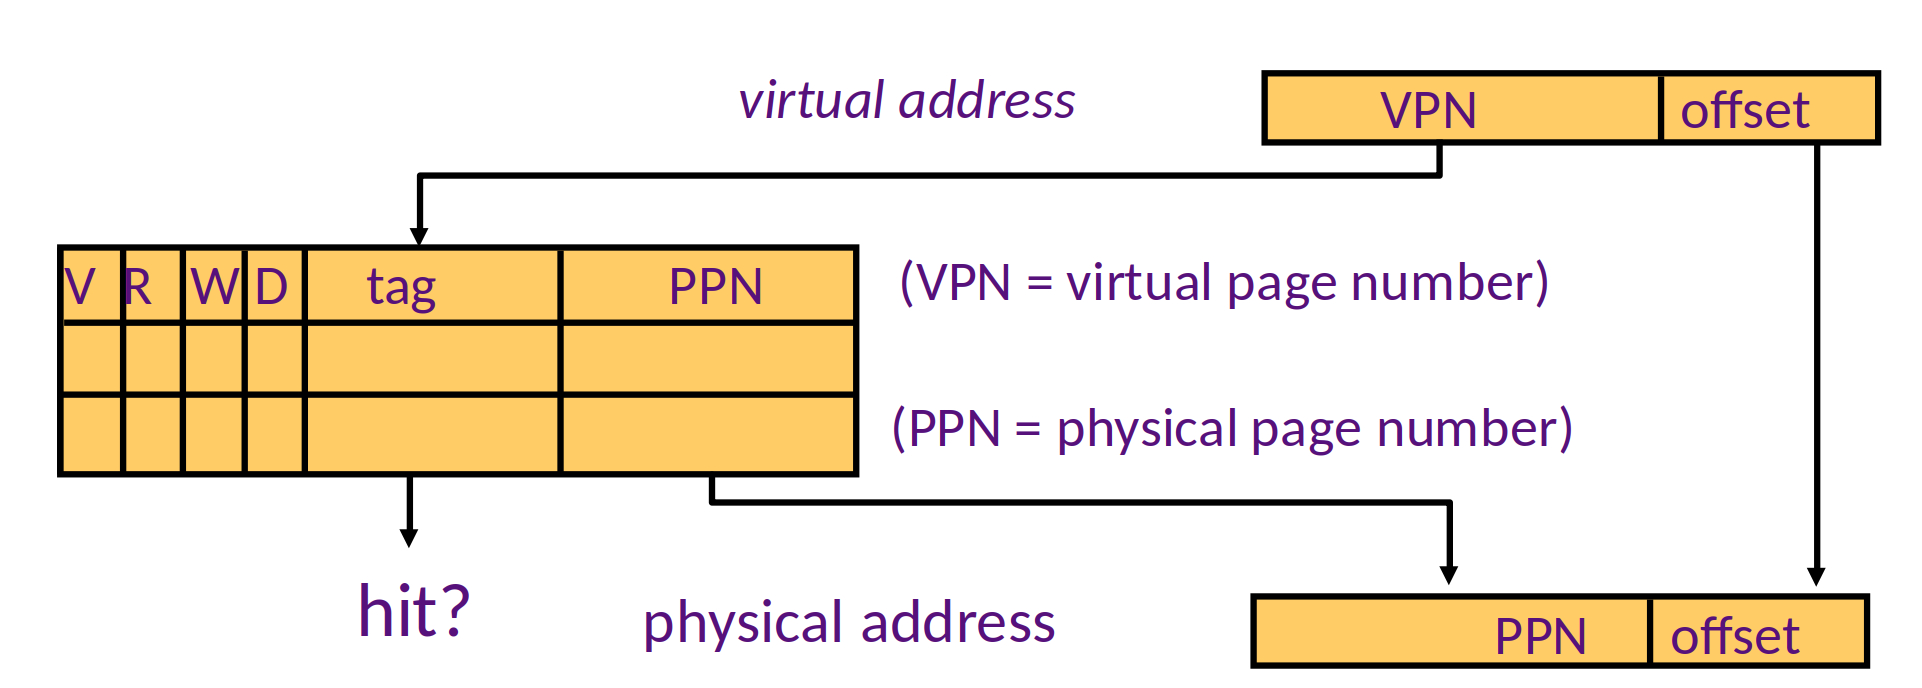 virtual address
VPN offset
V R W D tag PPN
(VPN = virtual page number)
(PPN = physical page number)
hit?
physical address
PPN offset